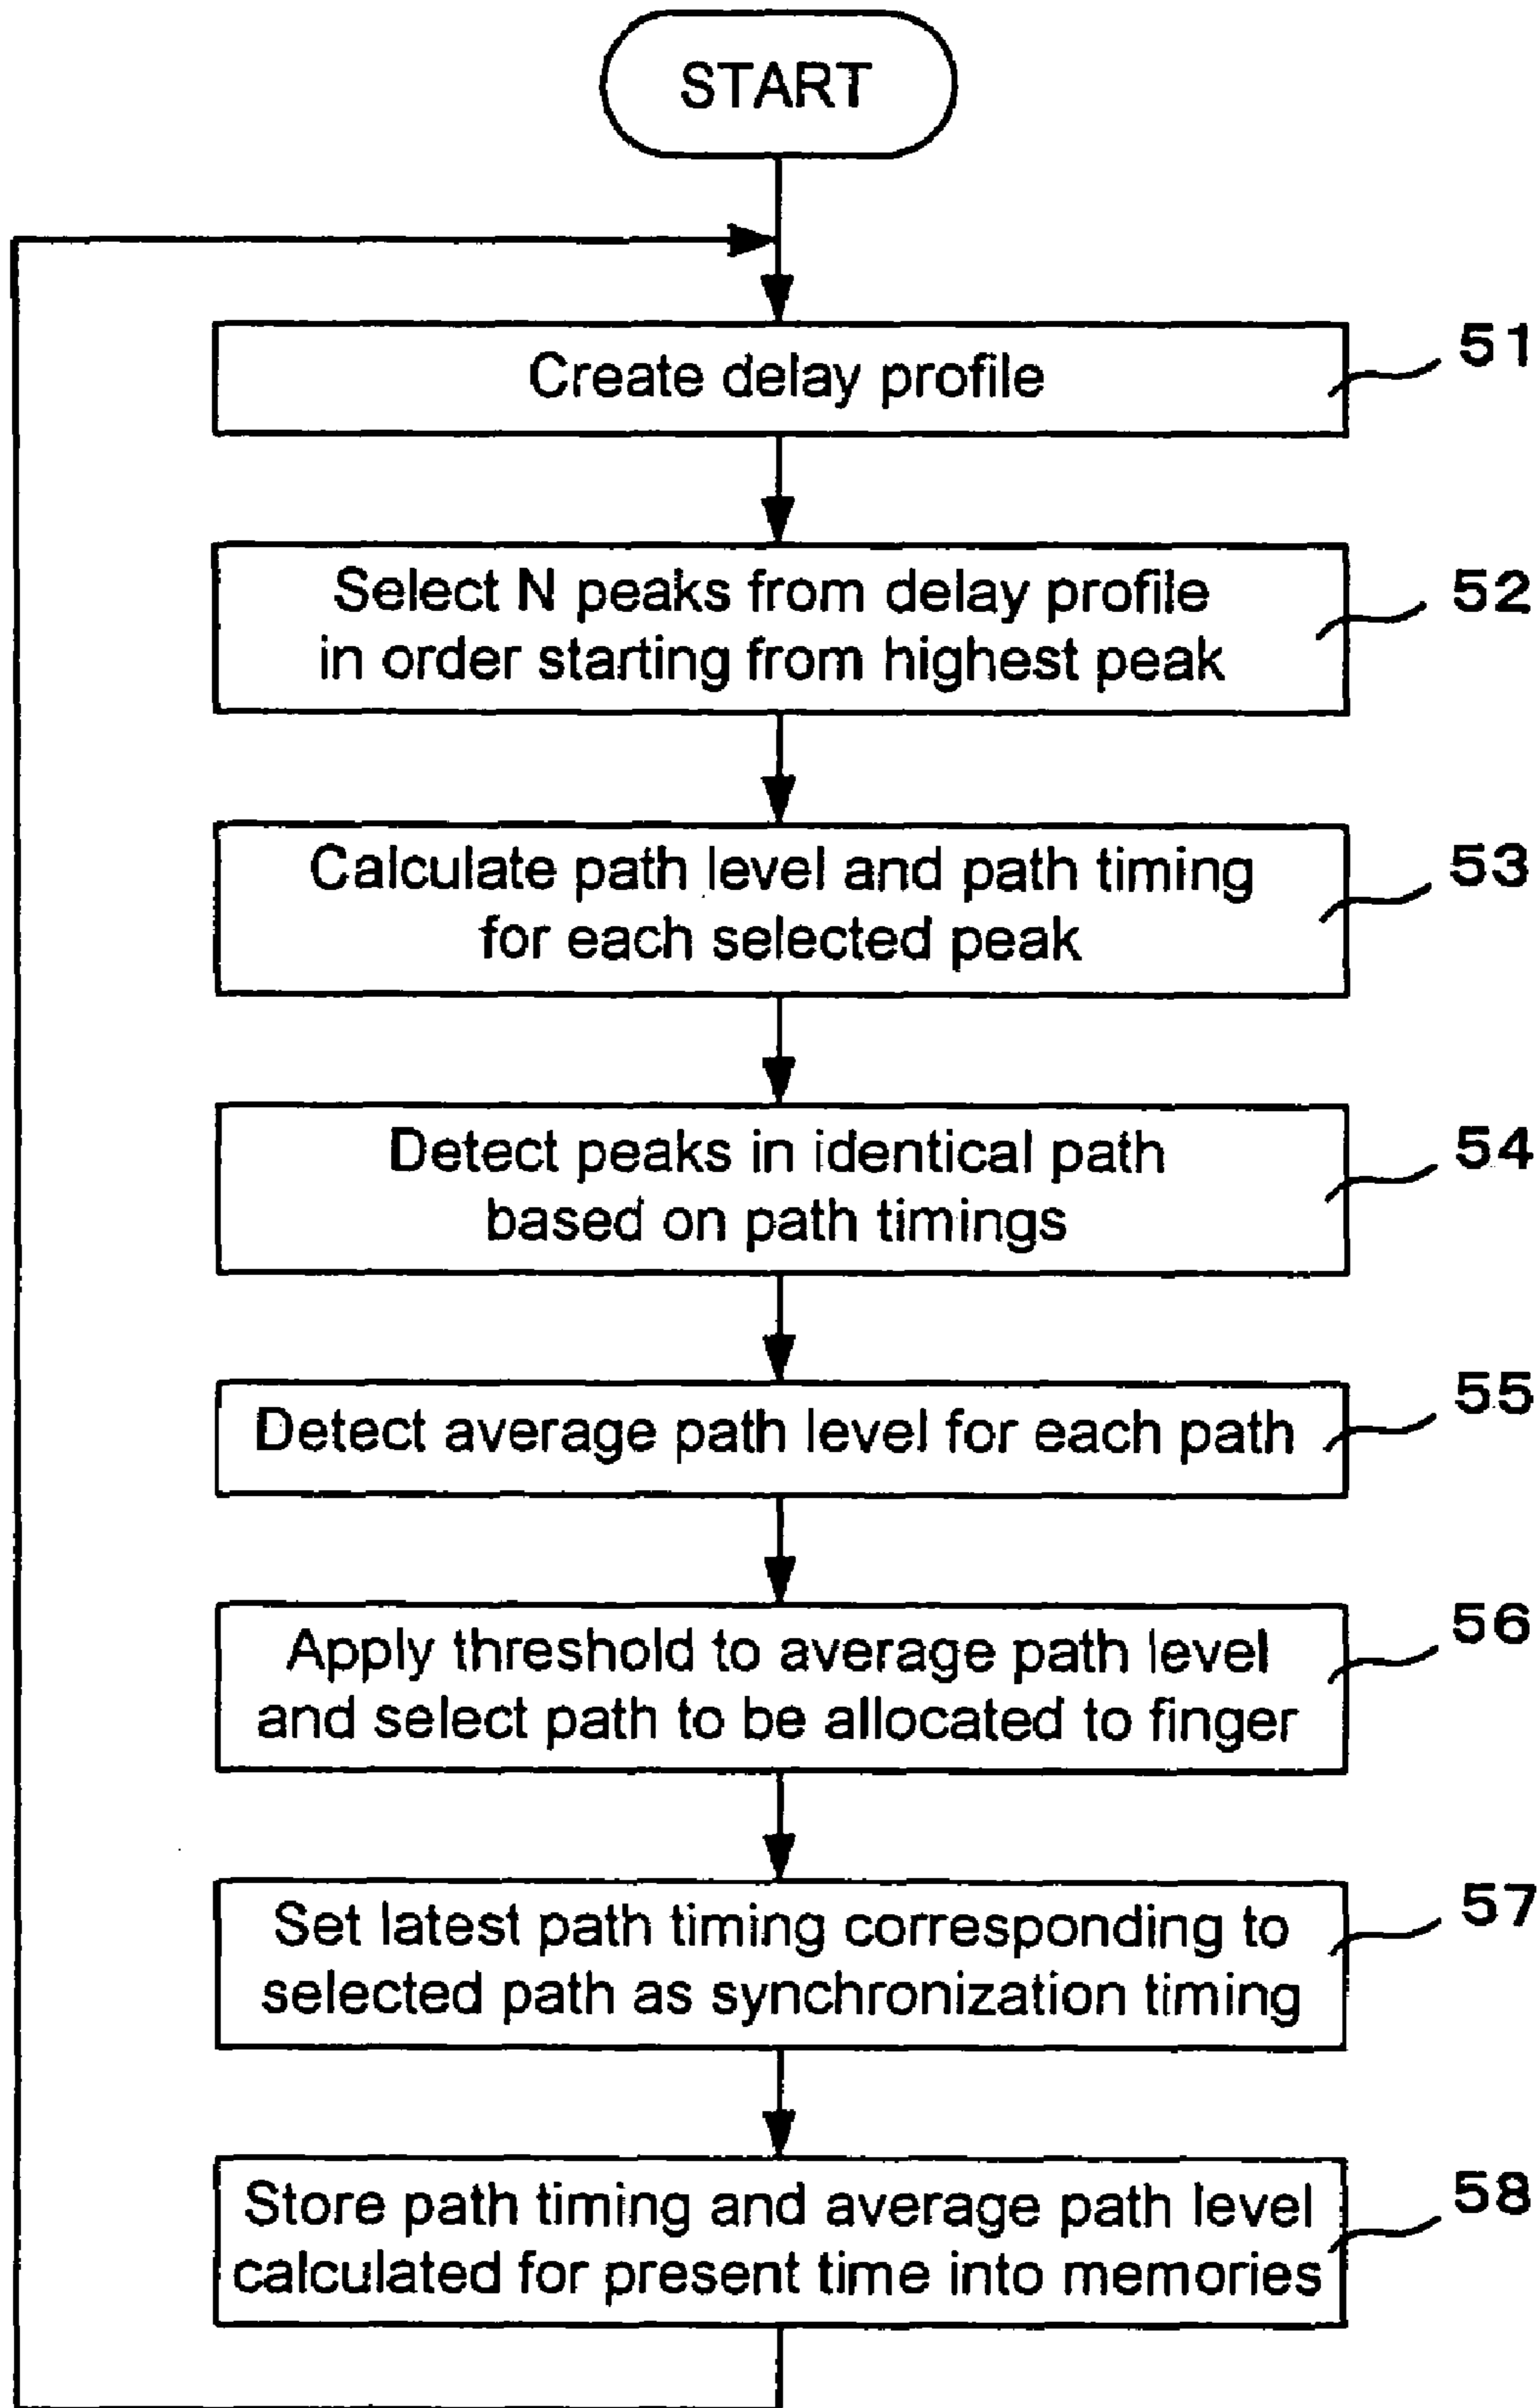 START
Create delay profile
51
Select N peaks from delay profile
in order starting from highest peak
52
Calculate path level and path timing
for each selected peak
53
Detect peaks in identical path
based on path timings
54
Detect average path level for each path
55
Apply threshold to average path level
and select path to be allocated to finger
56
Set latest path timing corresponding to
selected path as synchronization timing
57
Store path timing and average path level
calculated for present time into memories
58